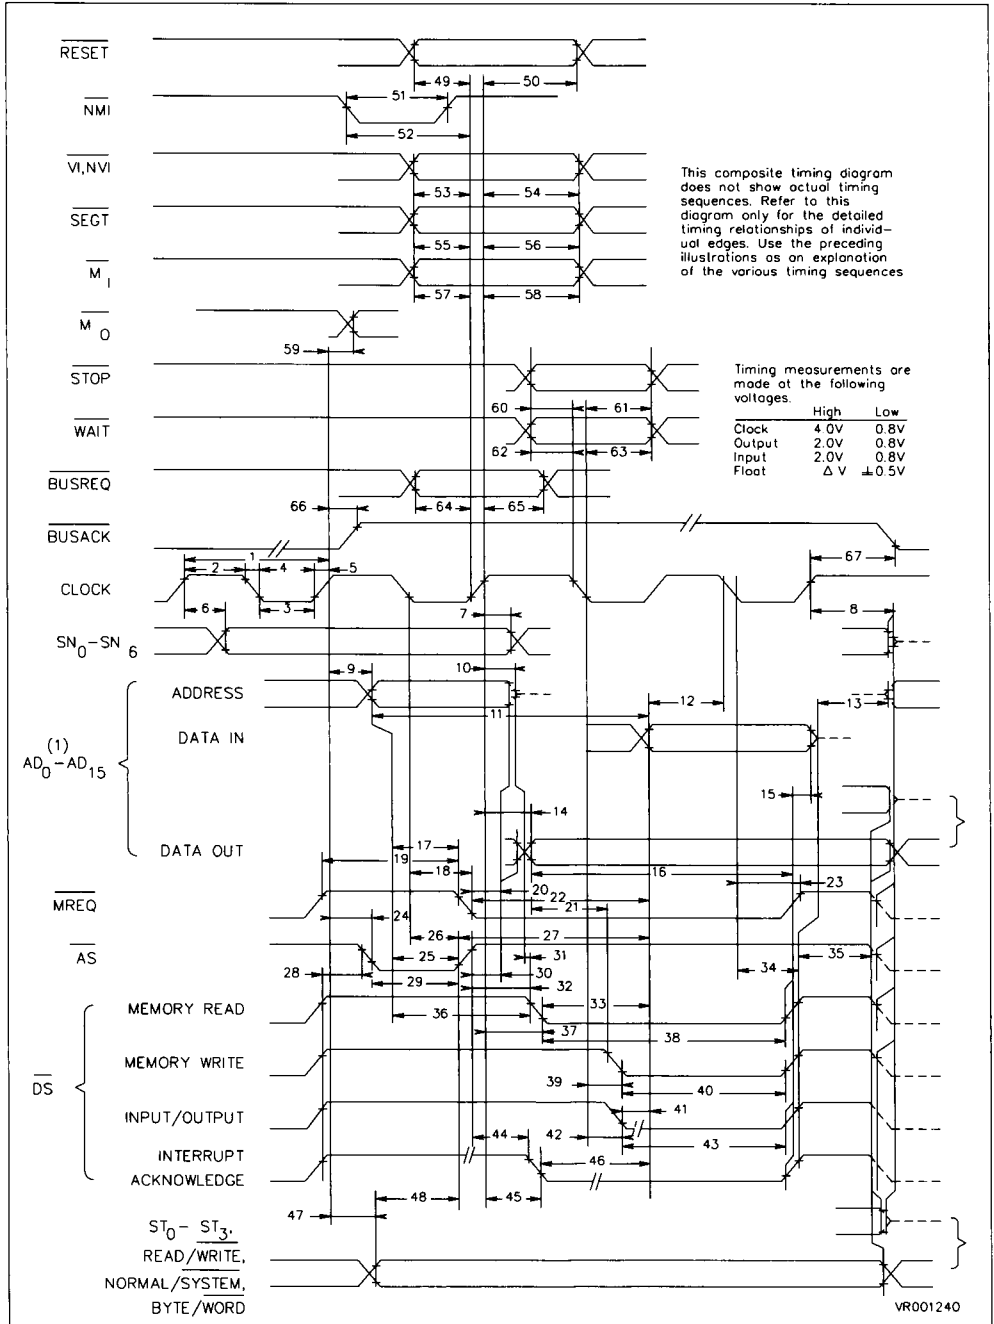 RESET
49
50
NMI
51
52
VI,NVI
53
54
SEGT
55
56
M I
57
58
M O
59
STOP
60
61
WAIT
62
63
BUSREQ
64
65
66
BUSACK
67
1
2
4
5
CLOCK
3
6
7
8
SN0-SN6
9
10
ADDRESS
11
12
13
DATA IN
(1)
AD0-AD15
14
15
DATA OUT
16
17
18
19
20
21
22
23
MREQ
24
AS
25
26
27
28
29
30
31
32
33
34
35
MEMORY READ
36
37
38
MEMORY WRITE
39
40
DS
INPUT/OUTPUT
41
42
43
INTERRUPT
ACKNOWLEDGE
44
45
46
47
48
ST0- ST3,
READ/WRITE,
NORMAL/SYSTEM,
BYTE/WORD
This composite timing diagram
does not show actual timing
sequences. Refer to this
diagram only for the detailed
timing relationships of individ-
ual edges. Use the preceding
illustrations as an explanation
of the various timing sequences
Timing measurements are
made at the following
voltages.
High Low
Clock 4.0V 0.8V
Output 2.0V 0.8V
Input 2.0V 0.8V
Float Δ V ±0.5V
VR001240